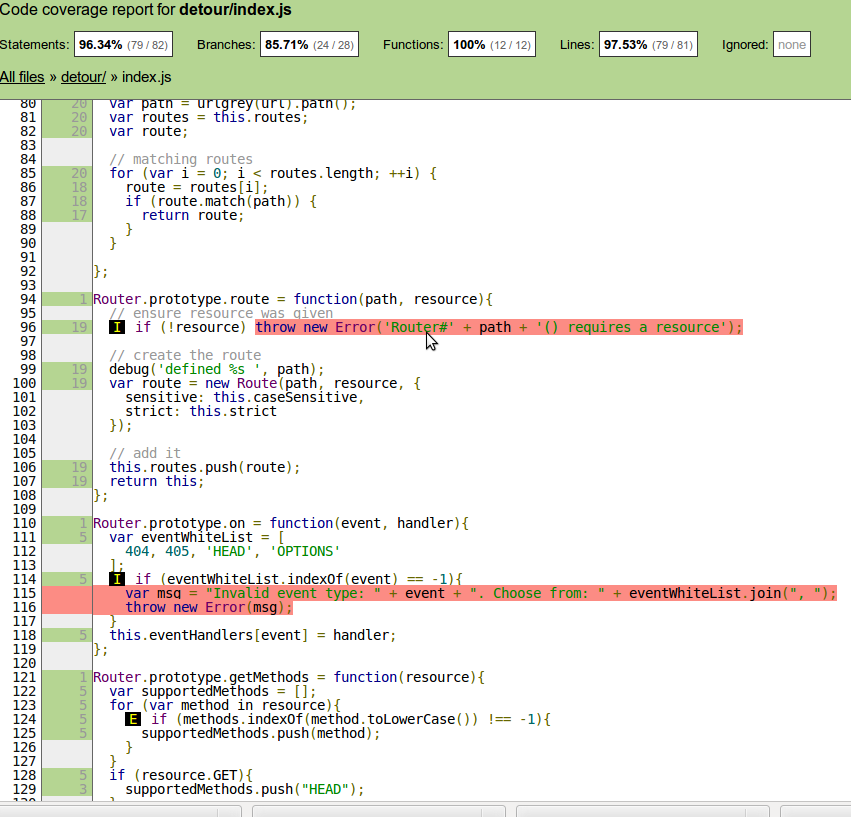 Code coverage report for detour/index.js
Statements: 96.34% (79 / 82) Branches: 85.71% (24 / 28) Functions: 100% (12 / 12) Lines: 97.53% (79 / 81) Ignored: none
All files » detour/ » index.js
80 20 var path = urlgrey(url).path();
81 20 var routes = this.routes;
82 20 var route;
83
84 // matching routes
85 20 for (var i = 0; i < routes.length; ++i) {
86 18 route = routes[i];
87 18 if (route.match(path)) {
88 17 return route;
89 }
90 }
91
92 };
93
94 1 Router.prototype.route = function(path, resource){
95 // ensure resource was given
96 19 I if (!resource) throw new Error('Router#' + path + '() requires a resource');
97
98 // create the route
99 19 debug('defined %s ', path);
100 19 var route = new Route(path, resource, {
101 sensitive: this.caseSensitive,
102 strict: this.strict
103 });
104
105 // add it
106 19 this.routes.push(route);
107 19 return this;
108 };
109
110 1 Router.prototype.on = function(event, handler){
111 5 var eventWhiteList = [
112 404, 405, 'HEAD', 'OPTIONS'
113 ];
114 5 I if (eventWhiteList.indexOf(event) == -1){
115 var msg = "Invalid event type: " + event + ". Choose from: " + eventWhiteList.join(", ");
116 throw new Error(msg);
117 }
118 5 this.eventHandlers[event] = handler;
119 };
120
121 1 Router.prototype.getMethods = function(resource){
122 5 var supportedMethods = [];
123 5 for (var method in resource){
124 5 E if (methods.indexOf(method.toLowerCase()) !== -1){
125 5 supportedMethods.push(method);
126 }
127 }
128 5 if (resource.GET){
129 3 supportedMethods.push("HEAD");